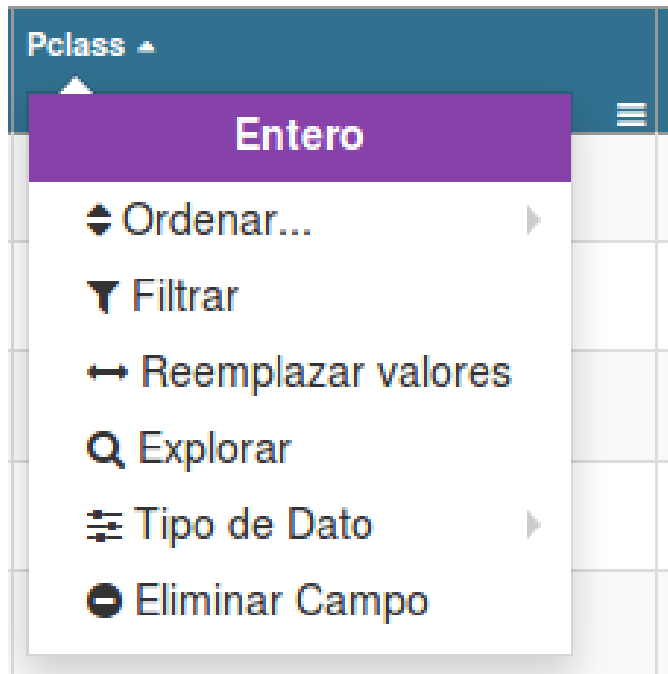 Pclass
Entero
Ordenar...
Filtrar
Reemplazar valores
Explorar
Tipo de Dato
Eliminar Campo